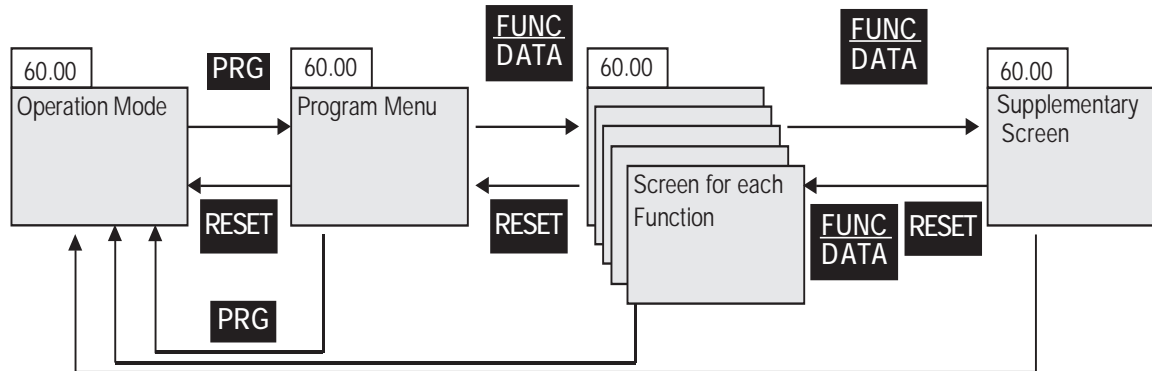 60.00
Operation Mode
PRG
RESET
60.00
Program Menu
FUNC
DATA
RESET
60.00
Screen for each
Function
FUNC
DATA
FUNC
DATA
RESET
60.00
Supplementary
Screen
PRG